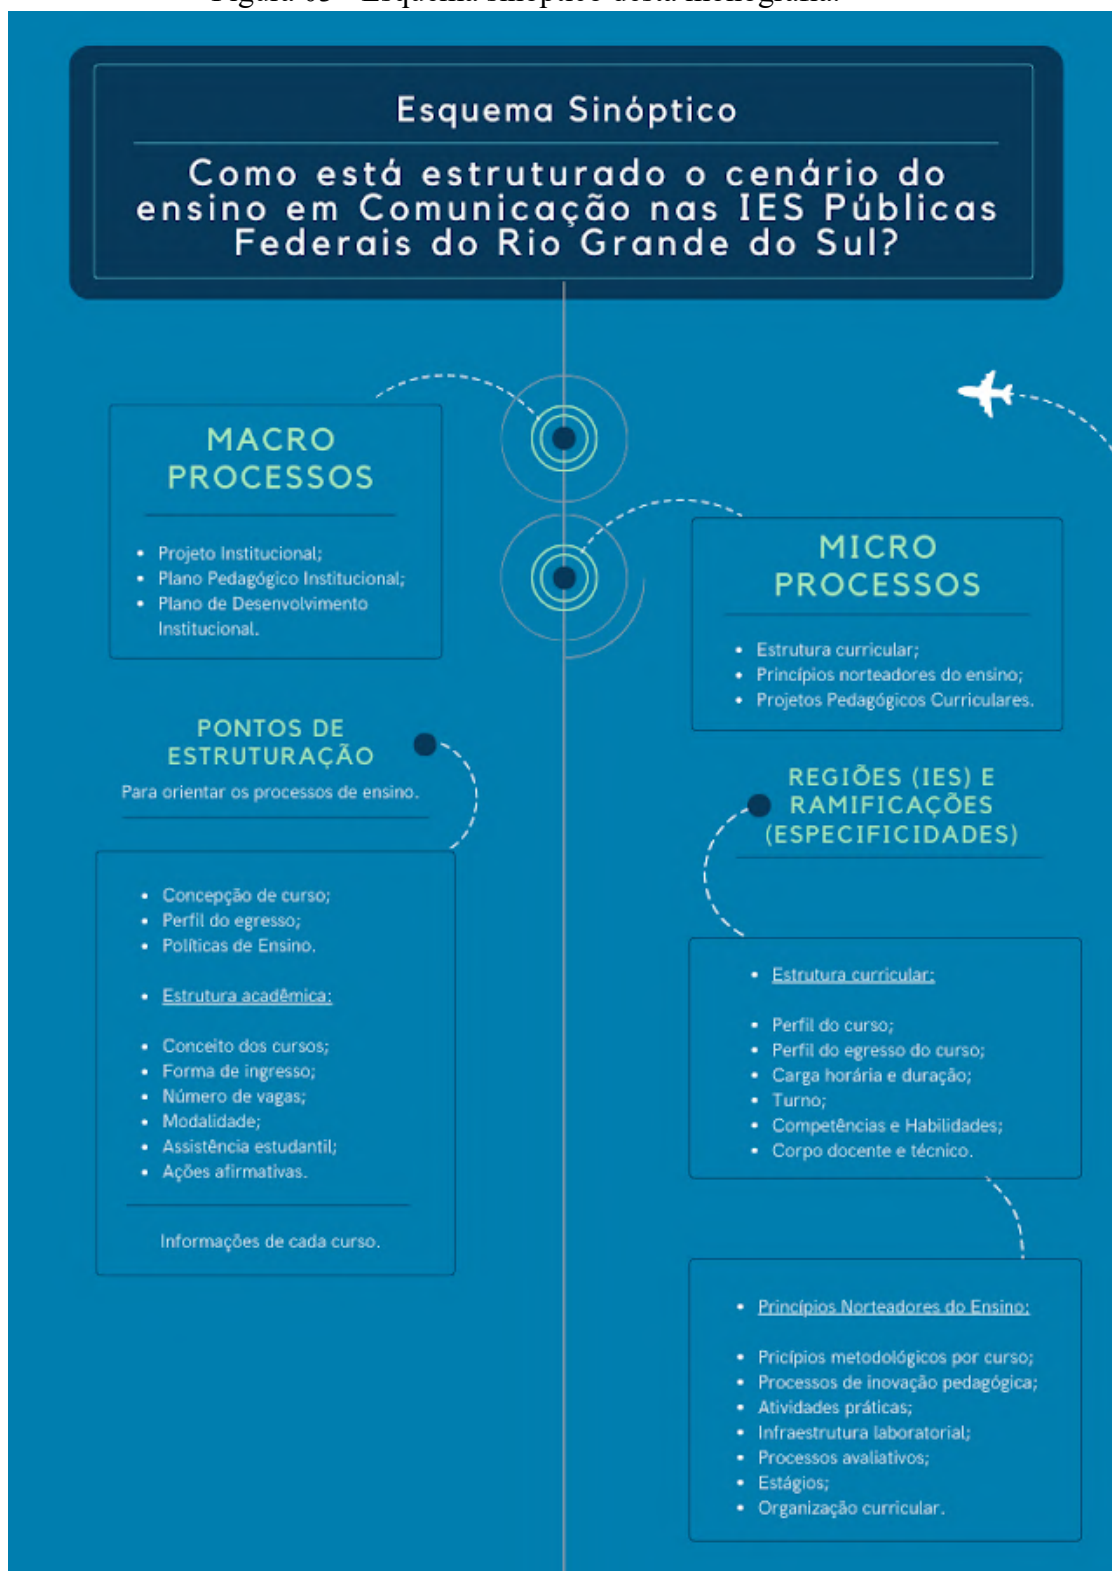 Figura 03 - Esquema sinóptico desta monografia.
Esquema Sinóptico
Como está estruturado o cenário do
ensino em Comunicação nas IES Públicas
Federais do Rio Grande do Sul?
MACRO
PROCESSOS
• Projeto Institucional;
• Plano Pedagógico Institucional;
• Plano de Desenvolvimento
Institucional.
MICRO
PROCESSOS
• Estrutura curricular;
• Princípios norteadores do ensino;
• Projetos Pedagógicos Curriculares.
PONTOS DE
ESTRUTURAÇÃO
Para orientar os processos de ensino.
• Concepção de curso;
• Perfil do egresso;
• Políticas de Ensino.
• Estrutura acadêmica:
• Conceito dos cursos;
• Forma de ingresso;
• Número de vagas;
• Modalidade;
• Assistência estudantil;
• Ações afirmativas.
Informações de cada curso.
REGIÕES (IES) E
RAMIFICAÇÕES
(ESPECIFICIDADES)
• Estrutura curricular:
• Perfil do curso;
• Perfil do egresso do curso;
• Carga horária e duração;
• Turno;
• Competências e Habilidades;
• Corpo docente e técnico.
• Princípios Norteadores do Ensino:
• Pricípios metodológicos por curso;
• Processos de inovação pedagógica;
• Atividades práticas;
• Infraestrutura laboratorial;
• Processos avaliativos;
• Estágios;
• Organização curricular.